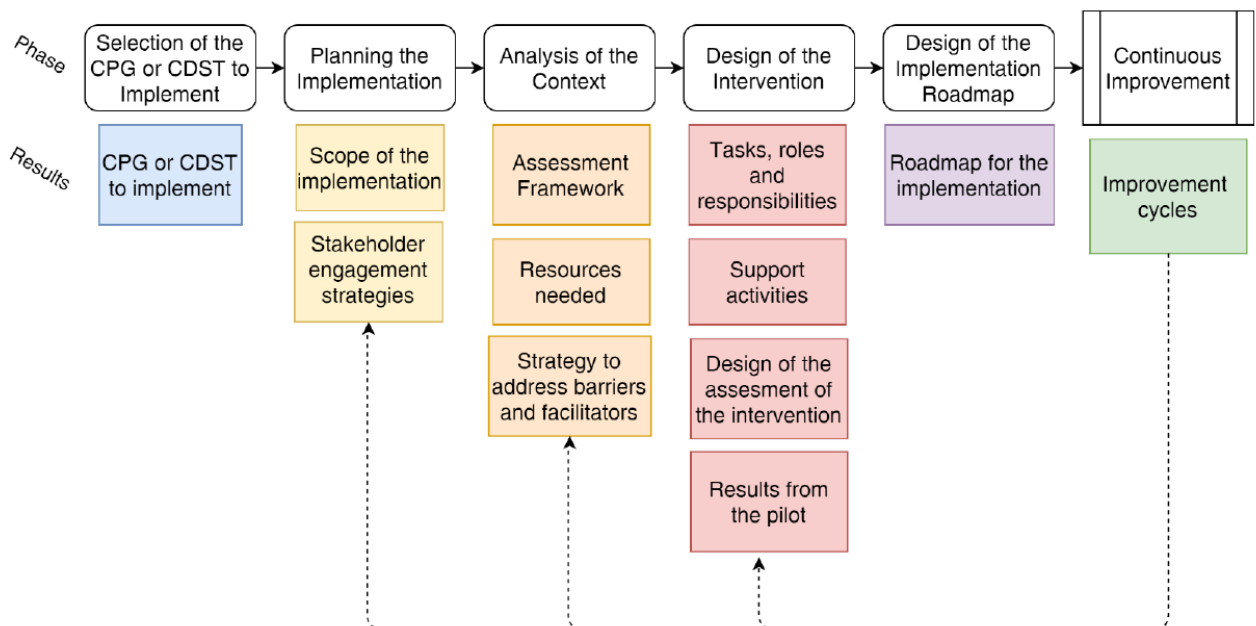 Phase
Selection of the
CPG or CDST to
Implement
Planning the
Implementation
Analysis of the
Context
Design of the
Intervention
Design of the
Implementation
Roadmap
Continuous
Improvement
Results
CPG or CDST
to implement
Scope of the
implementation
Stakeholder
engagement
strategies
Assessment
Framework
Resources
needed
Strategy to
address barriers
and facilitators
Tasks, roles
and
responsibilities
Support
activities
Design of the
assesment of
the intervention
Results from
the pilot
Roadmap for the
implementation
Improvement
cycles